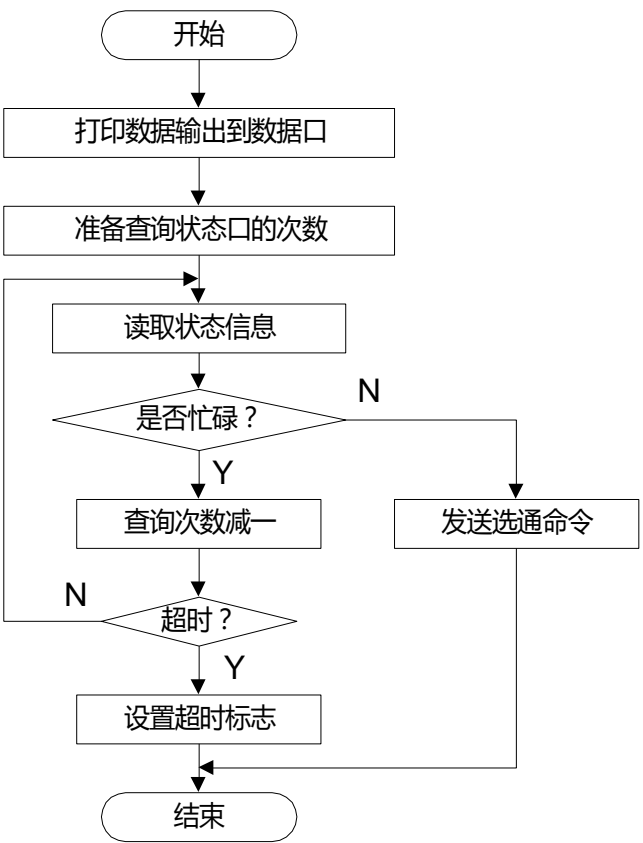 开始
打印数据输出到数据口
准备查询状态口的次数
读取状态信息
是否忙碌？
N
Y
查询次数减一
发送选通命令
N
超时？
Y
设置超时标志
结束